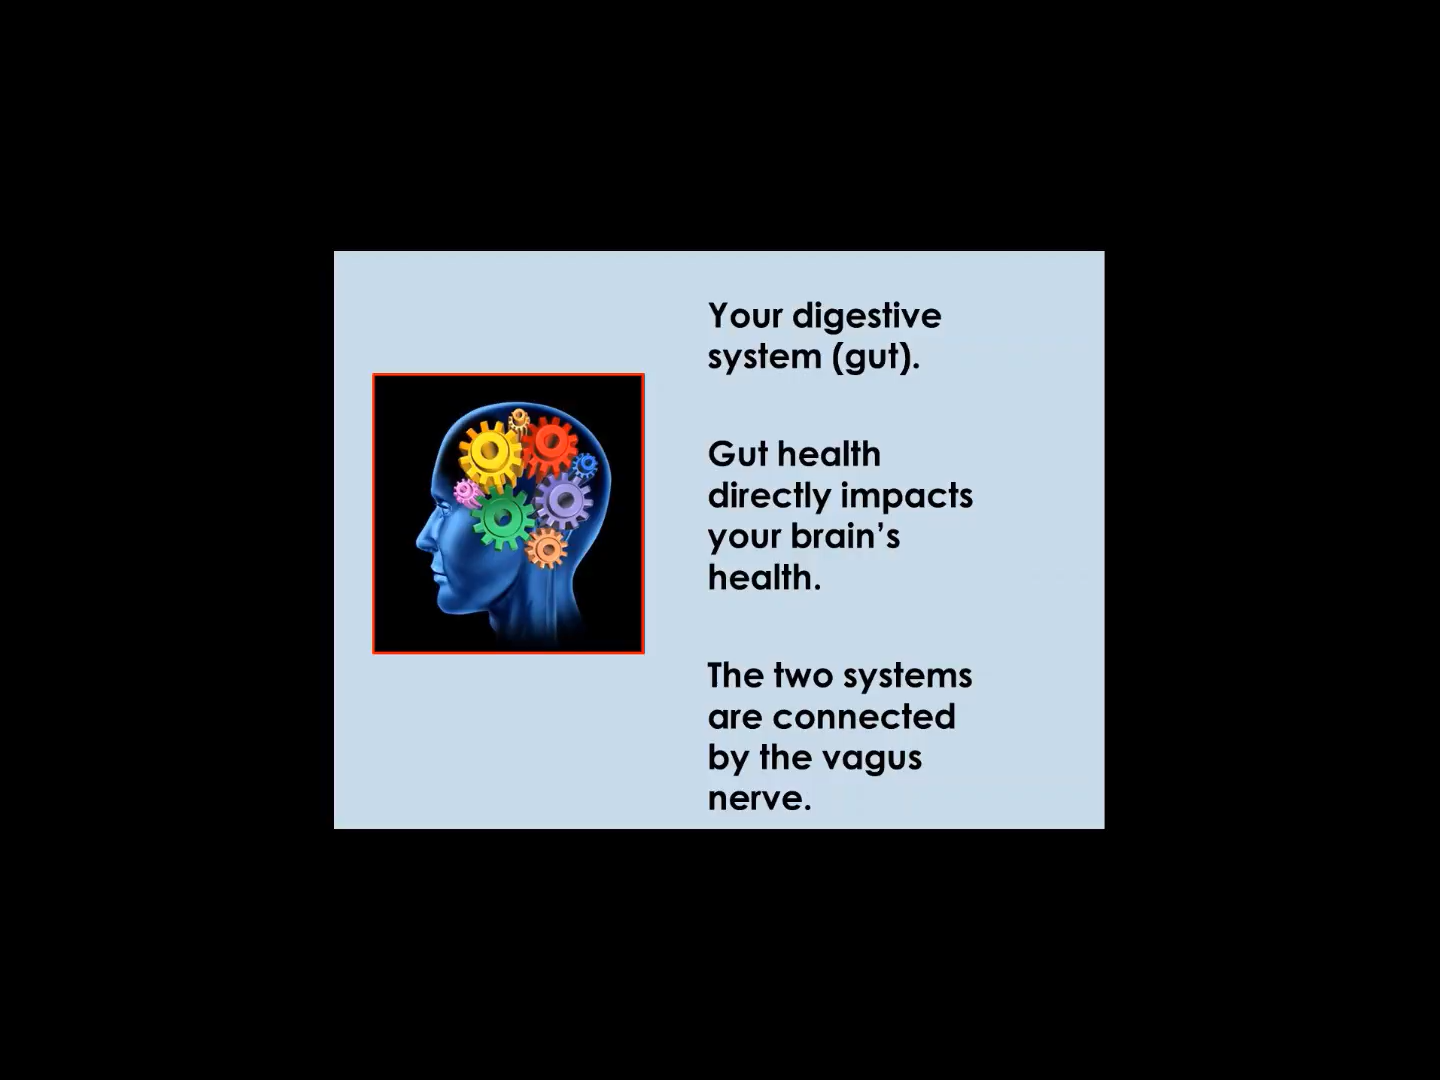 Your digestive
system (gut).
Gut health
directly impacts
your brain’s
health.
The two systems
are connected
by the vagus
nerve.